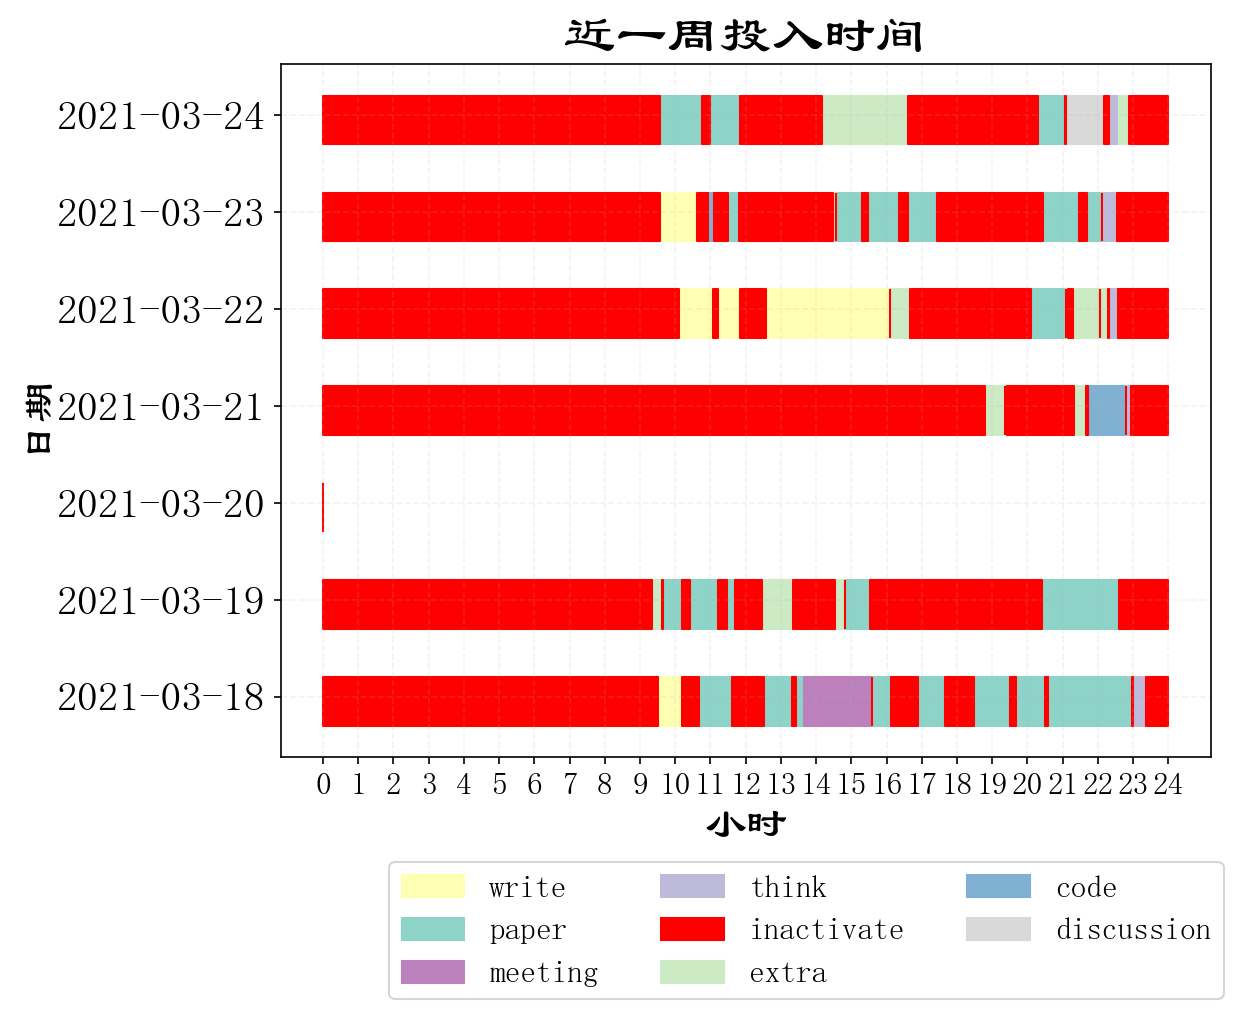 近一周投入时间
2021-03-24
2021-03-23
2021-03-22
2021-03-21
2021-03-20
2021-03-19
2021-03-18
日期
0 1 2 3 4 5 6 7 8 9 10 11 12 13 14 15 16 17 18 19 20 21 22 23 24
小时
write think code
paper inactivate discussion
meeting extra